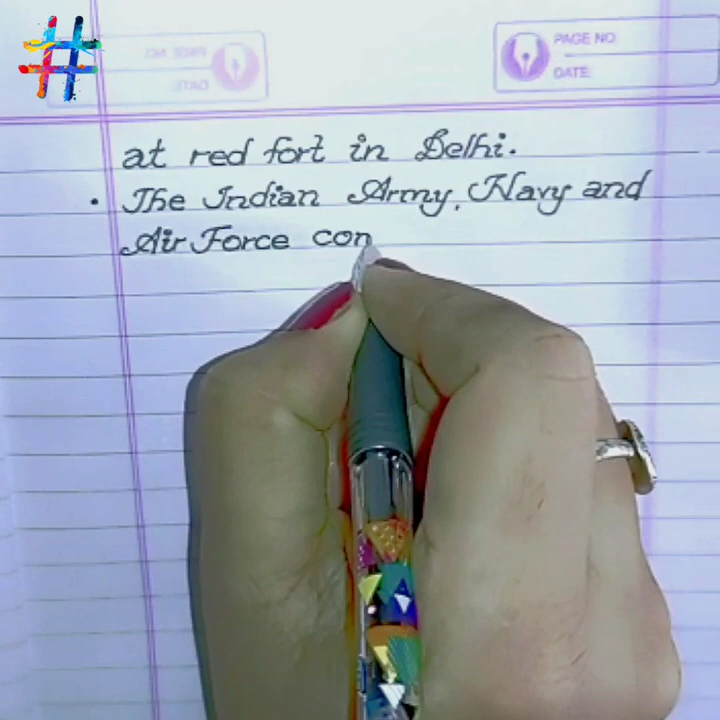 PAGE NO
DATE:
at red fort in Delhi.
• The Indian Army, Navy and
Air Force con